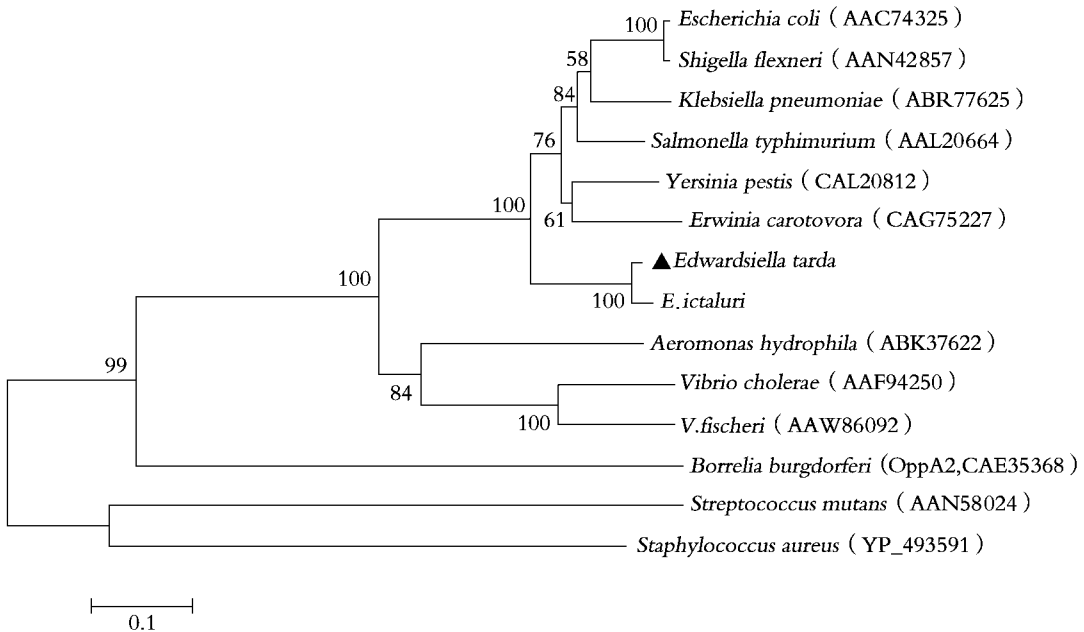 100
Escherichia coli ( AAC74325 )
58
Shigella flexneri ( AAN42857 )
84
Klebsiella pneumoniae ( ABR77625 )
76
Salmonella typhimurium ( AAL20664 )
Yersinia pestis ( CAL20812 )
100
61
Erwinia carotovora ( CAG75227 )
▲Edwardsiella tarda
100
100
E.ictaluri
Aeromonas hydrophila ( ABK37622 )
99
Vibrio cholerae ( AAF94250 )
84
100
V.fischeri ( AAW86092 )
Borrelia burgdorferi (OppA2,CAE35368 )
Streptococcus mutans ( AAN58024 )
Staphylococcus aureus ( YP_493591 )
0.1